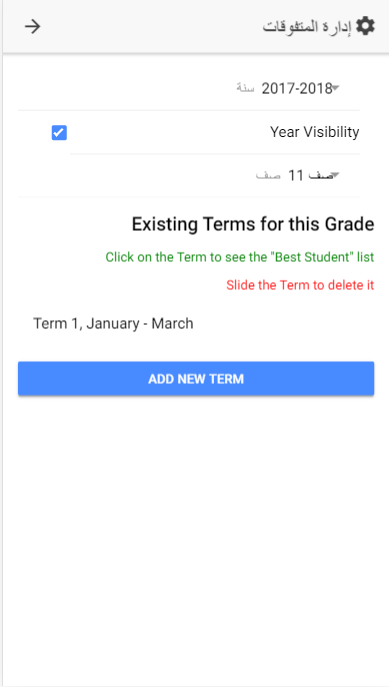 إدارة المتفوقات
سنة 2017-2018
Year Visibility
صف 11 صف
Existing Terms for this Grade
Click on the Term to see the "Best Student" list
Slide the Term to delete it
Term 1, January - March
ADD NEW TERM